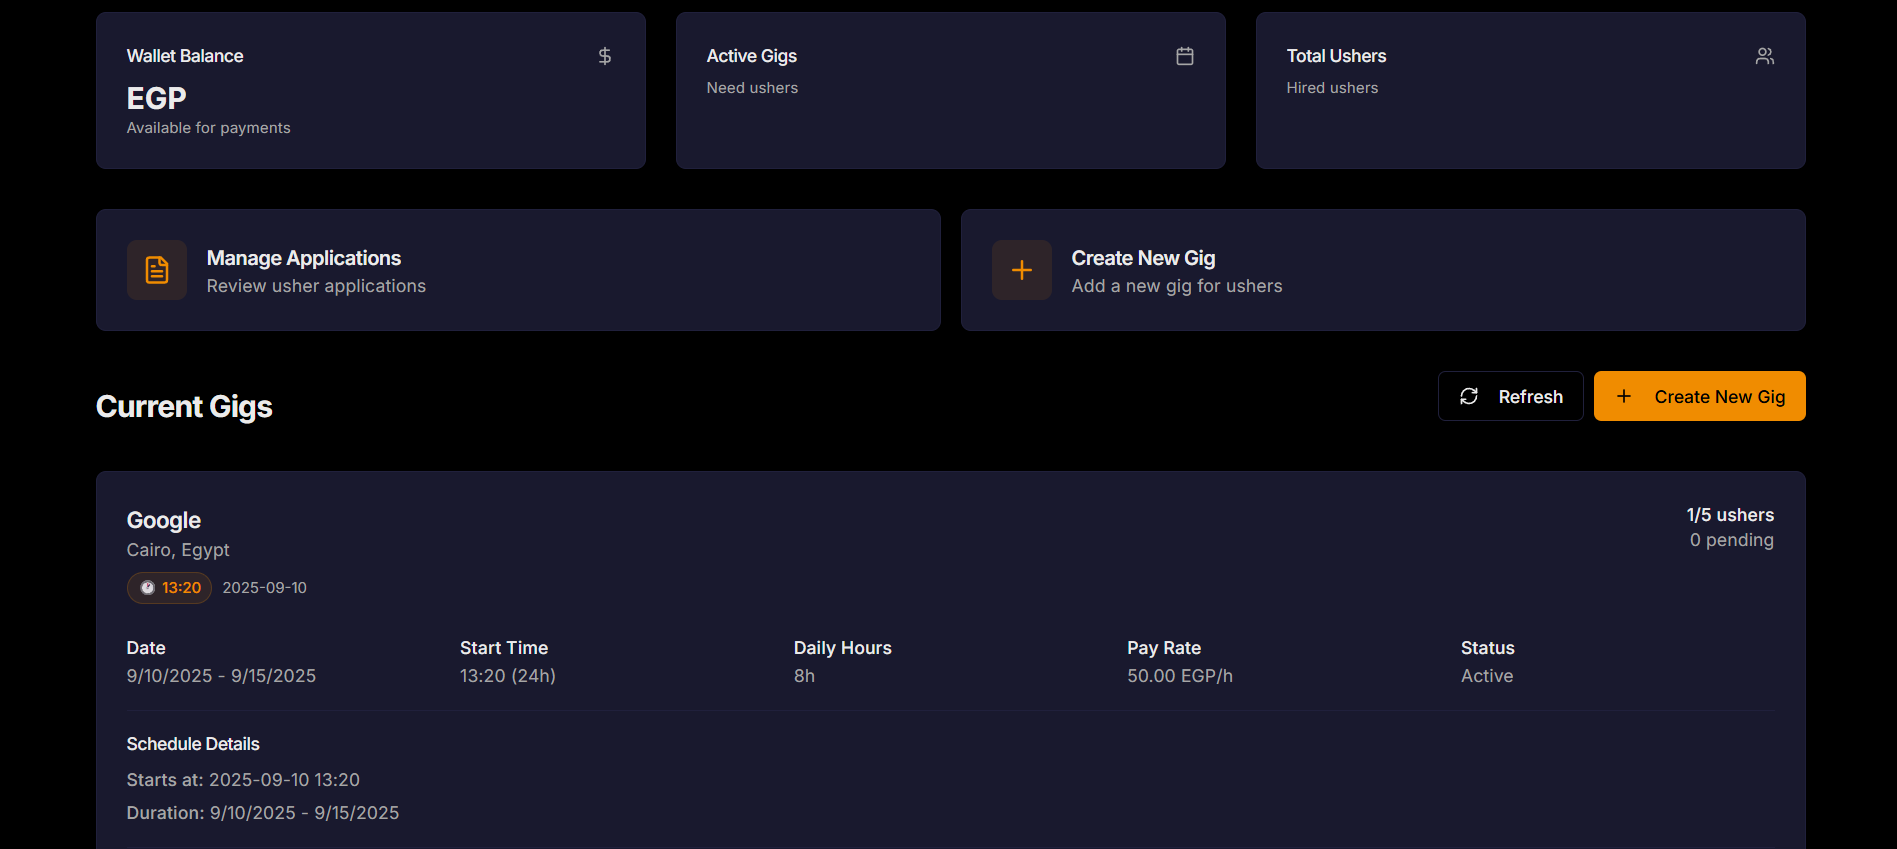 Wallet Balance
EGP
Available for payments
Active Gigs
Need ushers
Total Ushers
Hired ushers
Manage Applications
Review usher applications
Create New Gig
Add a new gig for ushers
Current Gigs
Refresh
Create New Gig
Google
Cairo, Egypt
13:20 2025-09-10
1/5 ushers
0 pending
Date
9/10/2025 - 9/15/2025
Start Time
13:20 (24h)
Daily Hours
8h
Pay Rate
50.00 EGP/h
Status
Active
Schedule Details
Starts at: 2025-09-10 13:20
Duration: 9/10/2025 - 9/15/2025